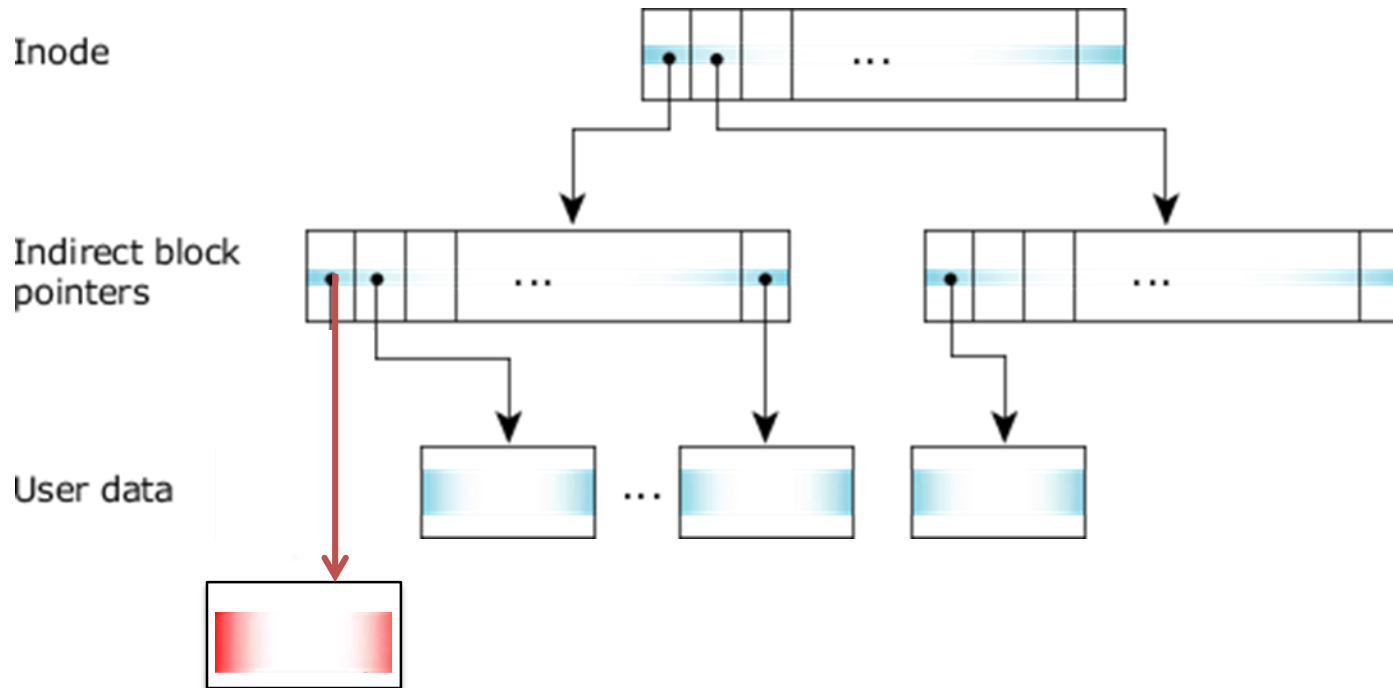 Inode
...
Indirect block
pointers
...
...
User data
...